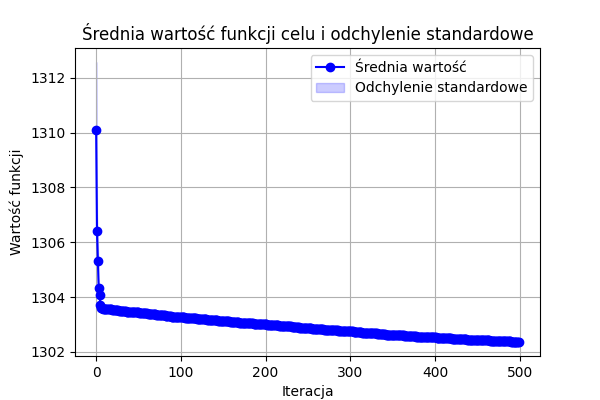 Średnia wartość funkcji celu i odchylenie standardowe
Średnia wartość
Odchylenie standardowe
Wartość funkcji
1312
1310
1308
1306
1304
1302
0 100 200 300 400 500
Iteracja